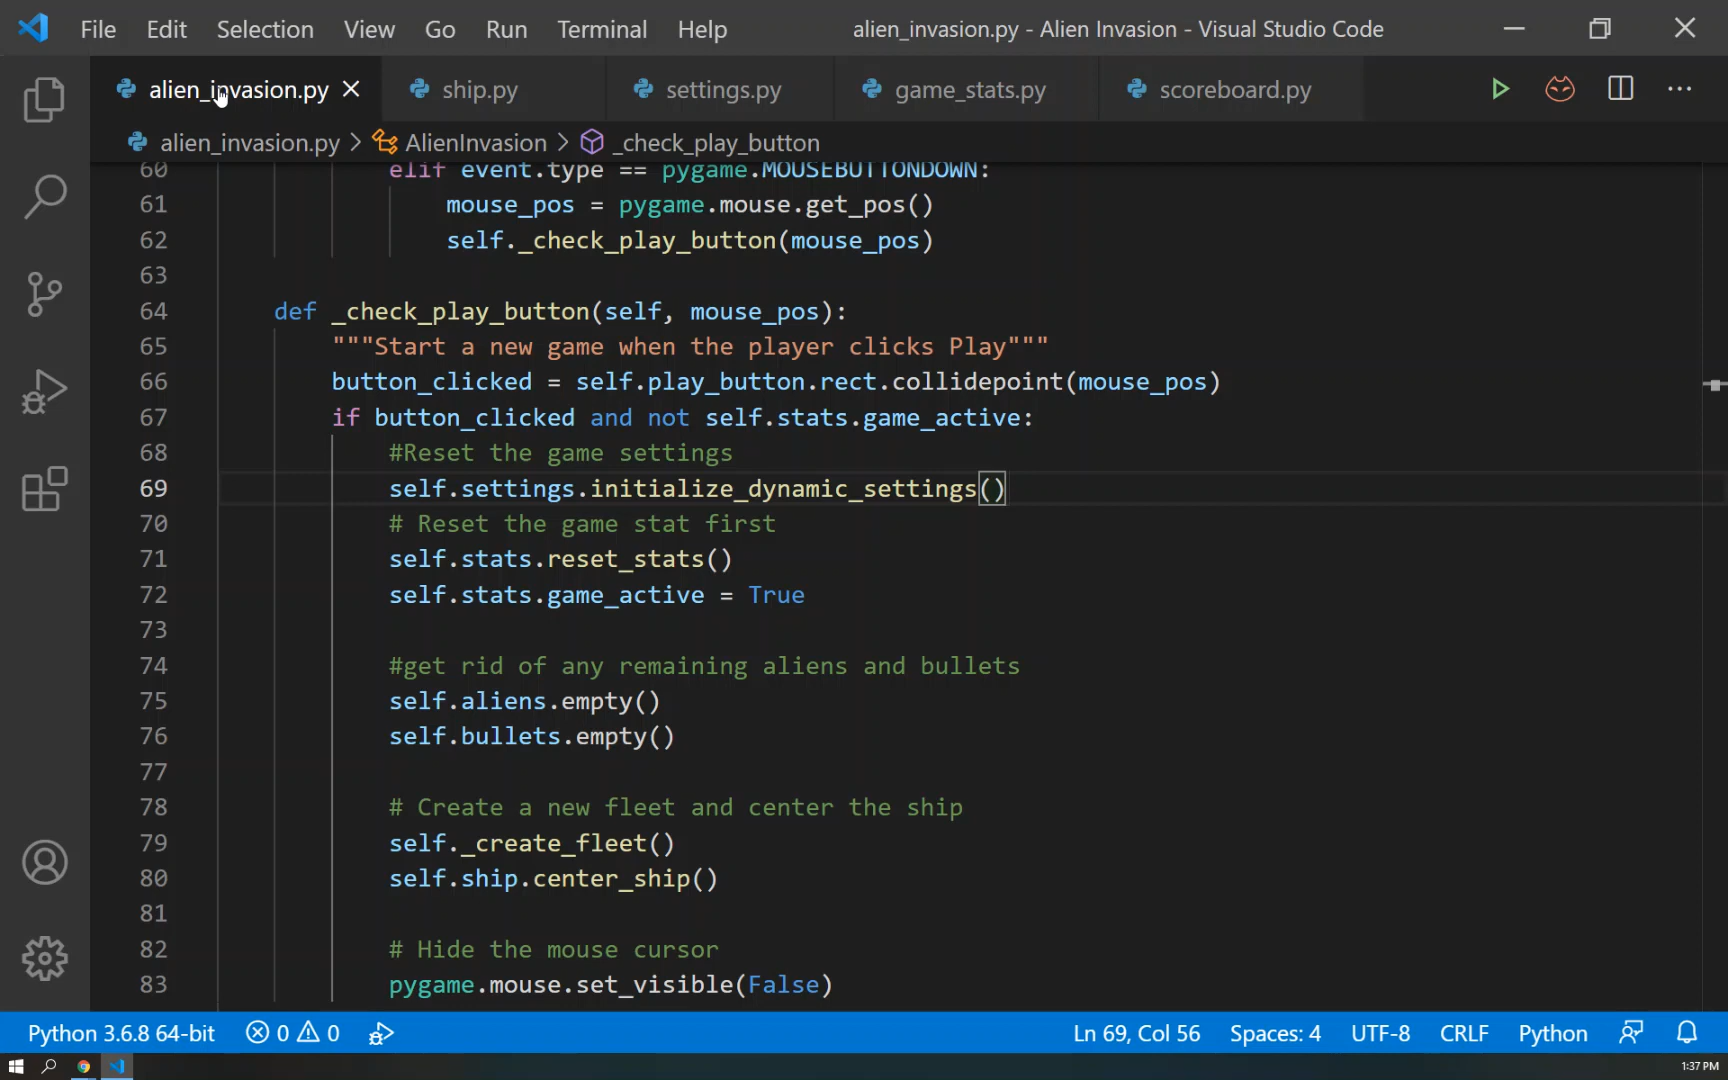 File Edit Selection View Go Run Terminal Help alien_invasion.py - Alien Invasion - Visual Studio Code
alien_invasion.py ship.py settings.py game_stats.py scoreboard.py
alien_invasion.py > AlienInvasion > _check_play_button
60 elif event.type == pygame.MOUSEBUTTONDOWN:
61 mouse_pos = pygame.mouse.get_pos()
62 self._check_play_button(mouse_pos)
63
64 def _check_play_button(self, mouse_pos):
65 """Start a new game when the player clicks Play"""
66 button_clicked = self.play_button.rect.collidepoint(mouse_pos)
67 if button_clicked and not self.stats.game_active:
68 #Reset the game settings
69 self.settings.initialize_dynamic_settings()
70 # Reset the game stat first
71 self.stats.reset_stats()
72 self.stats.game_active = True
73
74 #get rid of any remaining aliens and bullets
75 self.aliens.empty()
76 self.bullets.empty()
77
78 # Create a new fleet and center the ship
79 self._create_fleet()
80 self.ship.center_ship()
81
82 # Hide the mouse cursor
83 pygame.mouse.set_visible(False)
Python 3.6.8 64-bit 0 0 Ln 69, Col 56 Spaces: 4 UTF-8 CRLF Python
1:37 PM